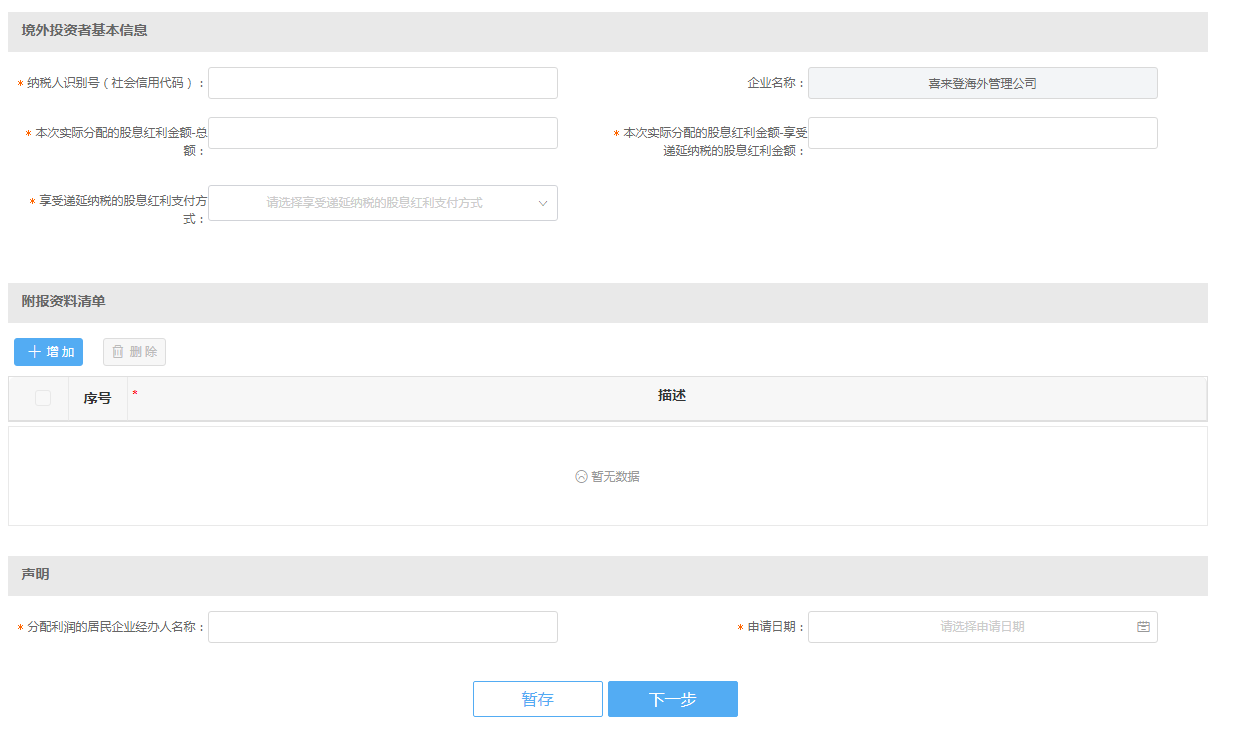 境外投资者基本信息
* 纳税人识别号（社会信用代码）:
企业名称:
喜来登海外管理公司
* 本次实际分配的股息红利金额-总
额:
* 本次实际分配的股息红利金额-享受
递延纳税的股息红利金额:
* 享受递延纳税的股息红利支付方
式:
请选择享受递延纳税的股息红利支付方式
附报资料清单
增加
删除
序号
* 描述
暂无数据
声明
* 分配利润的居民企业经办人名称:
* 申请日期:
请选择申请日期
暂存
下一步